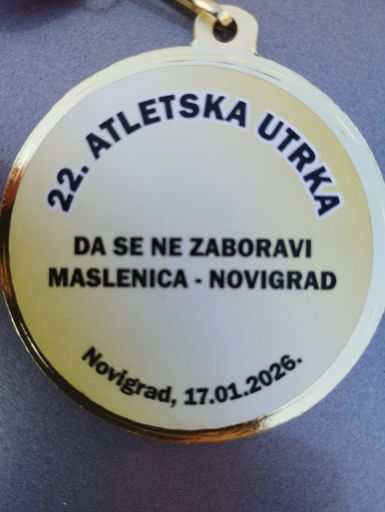 22. ATLETSKA UTRKA
DA SE NE ZABORAVI
MASLENICA - NOVIGRAD
Novigrad, 17.01.2026.